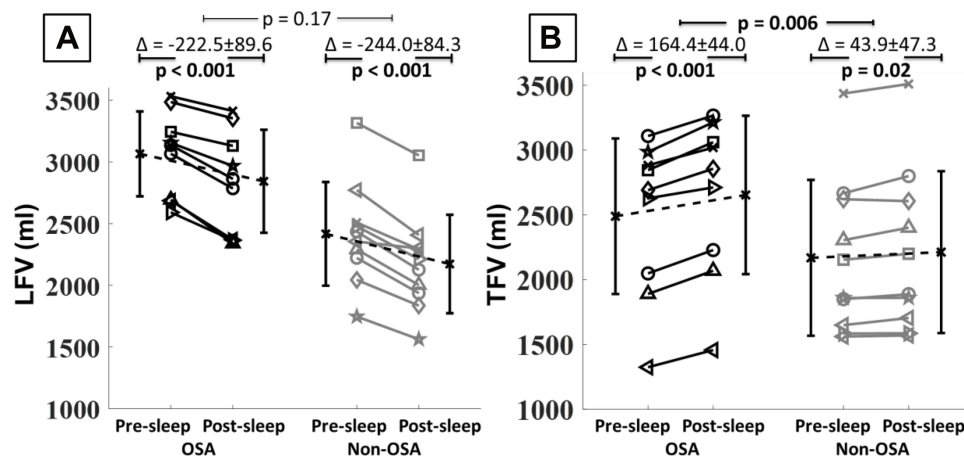 A
p = 0.17
Δ = -222.5±89.6
Δ = -244.0±84.3
p < 0.001
p < 0.001
LFV (ml)
3500
3000
2500
2000
1500
1000
Pre-sleep Post-sleep Pre-sleep Post-sleep
OSA
Non-OSA
B
p = 0.006
Δ = 164.4±44.0
Δ = 43.9±47.3
p < 0.001
p = 0.02
TFV (ml)
3500
3000
2500
2000
1500
1000
Pre-sleep Post-sleep Pre-sleep Post-sleep
OSA
Non-OSA